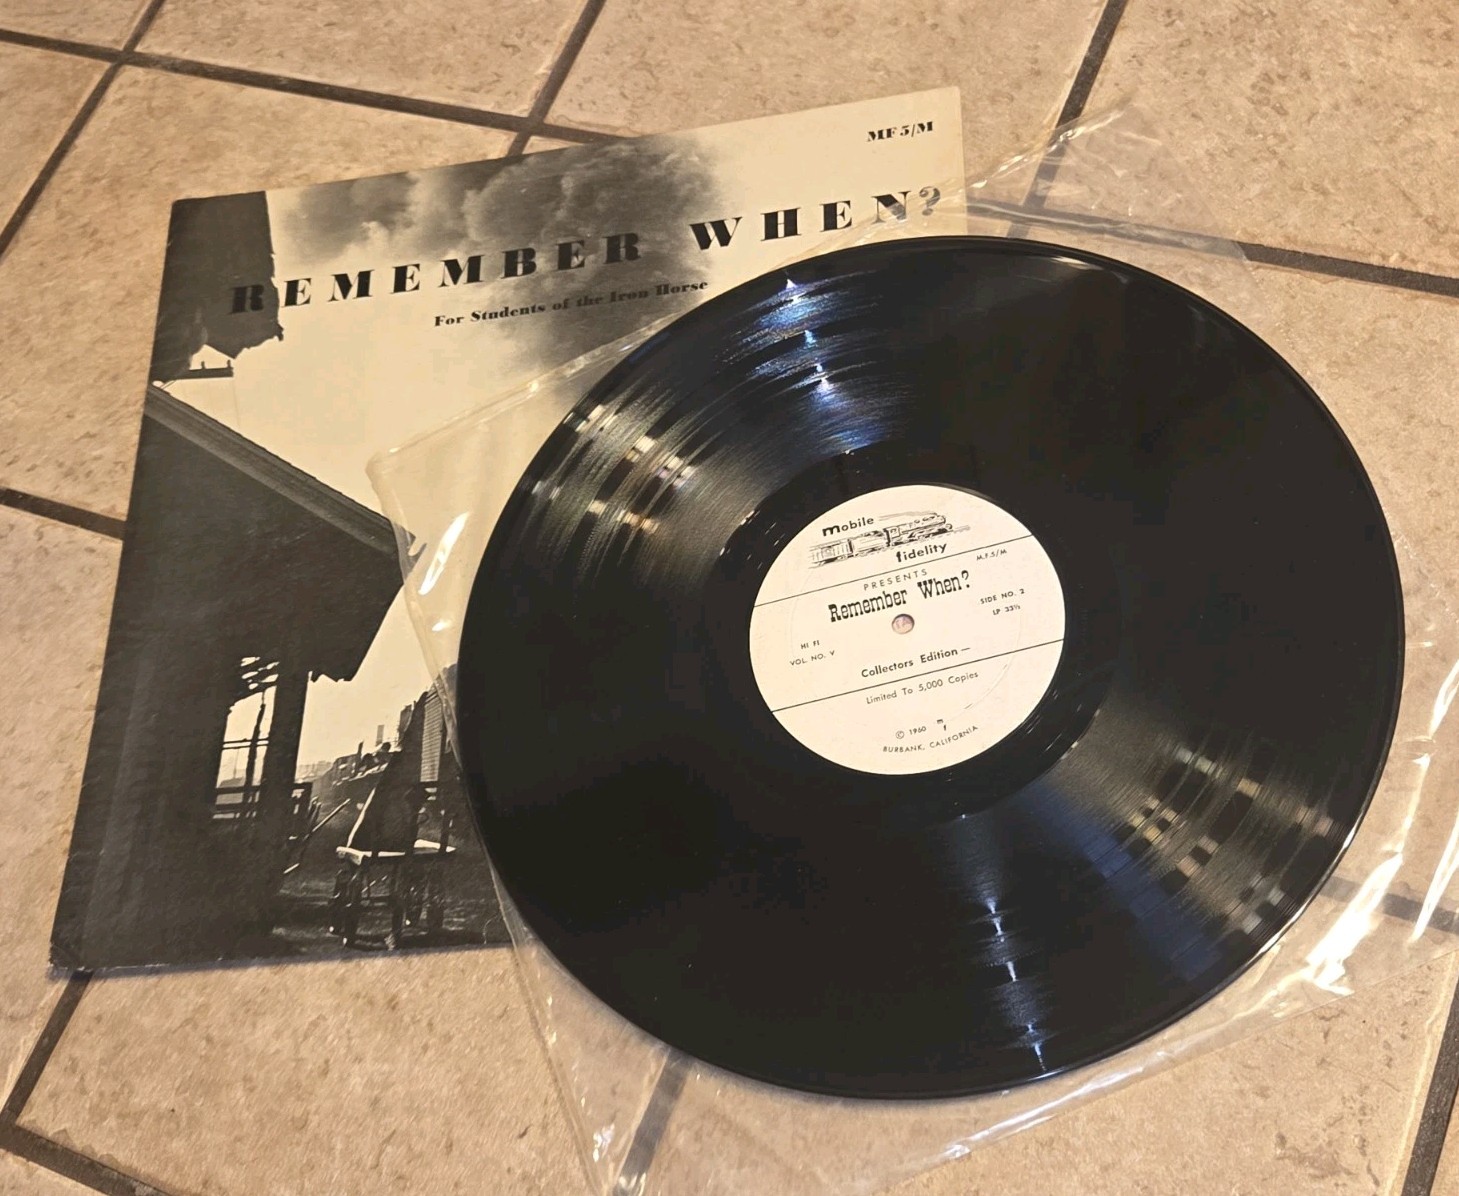 MF 5/M
REMEMBER WHEN?
For Students of the Iron Horse
mobile
fidelity
PRESENTS
M.F.5/M
Remember When?
SIDE NO. 2
LP 33⅓
HI FI
VOL. NO. V
Collectors Edition —
Limited To 5,000 Copies
© 1960 m f
BURBANK, CALIFORNIA